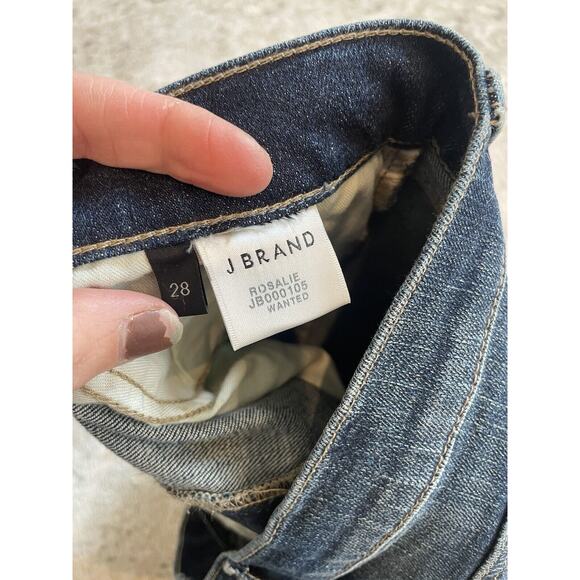 28
J BRAND
ROSALIE
JB000105
WANTED